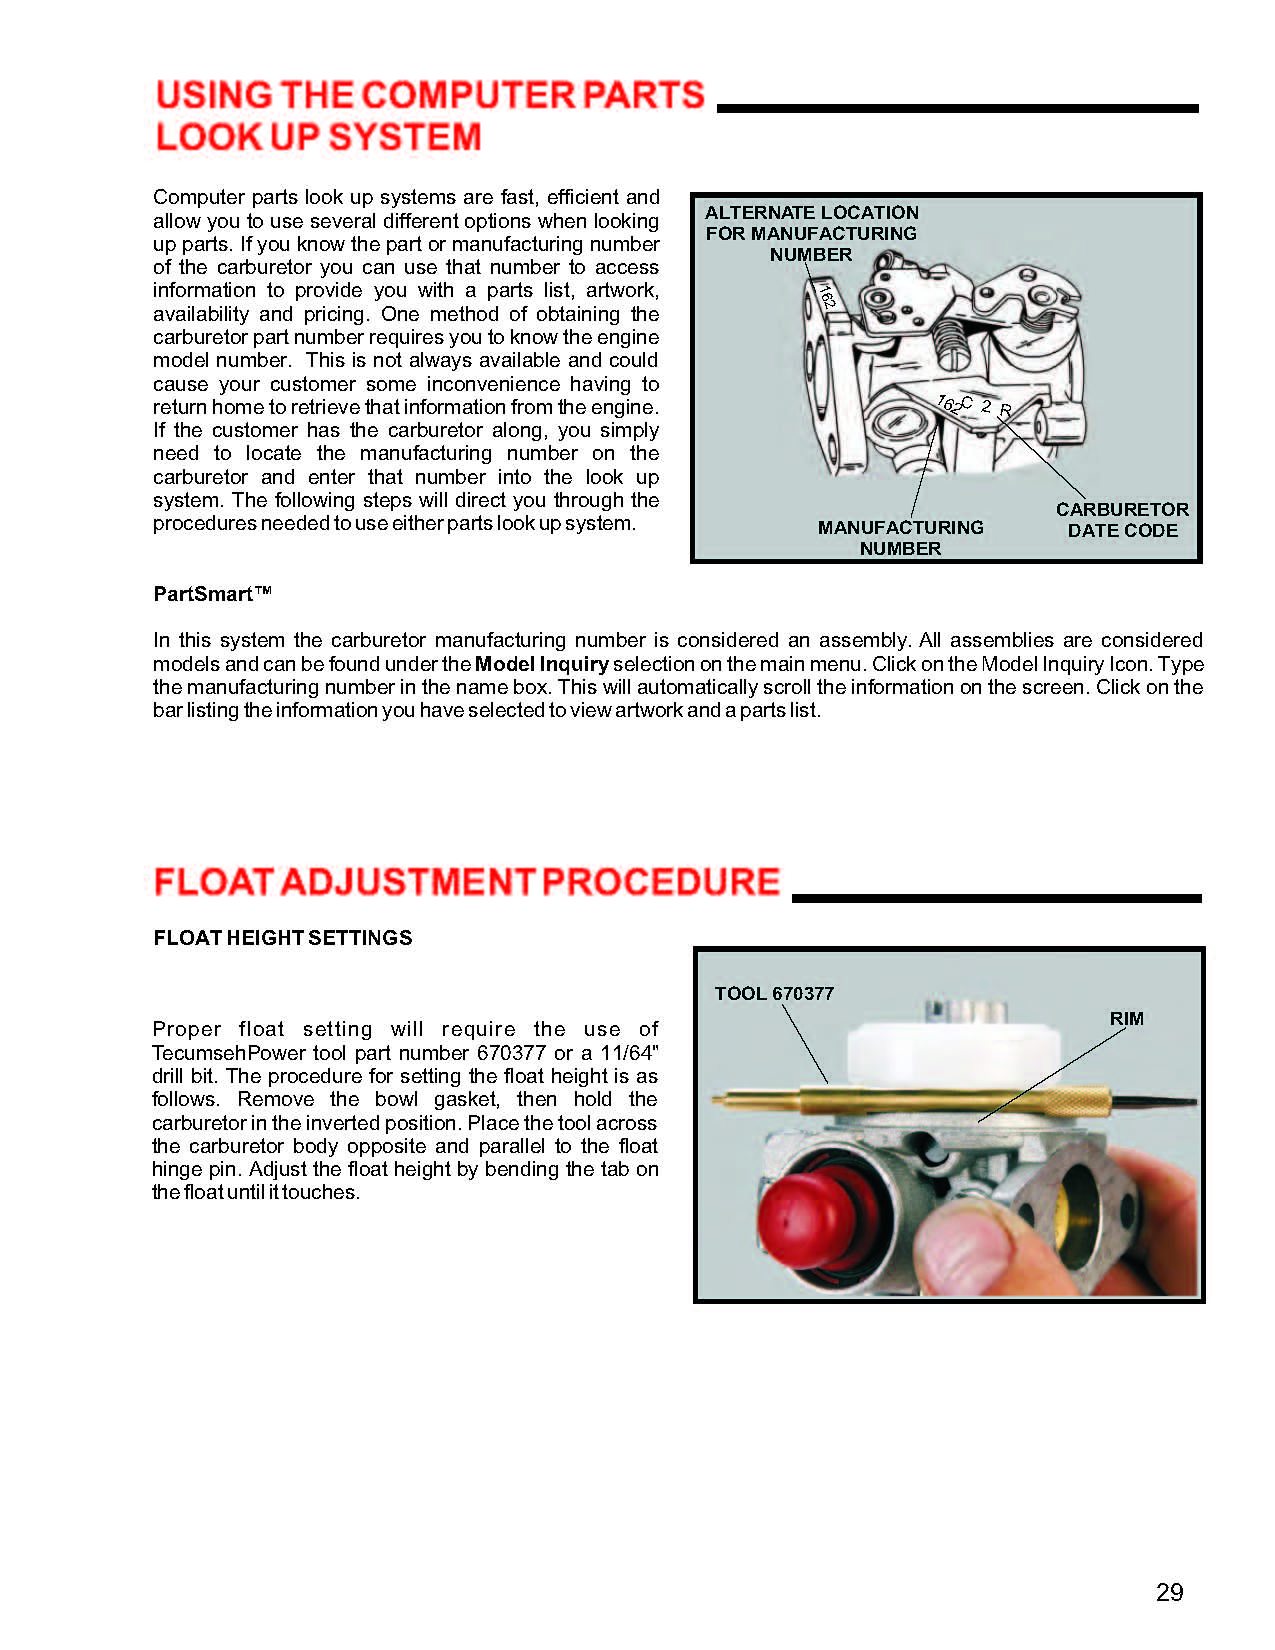 USING THE COMPUTER PARTS
LOOK UP SYSTEM
Computer parts look up systems are fast, efficient and
allow you to use several different options when looking
up parts. If you know the part or manufacturing number
of the carburetor you can use that number to access
information to provide you with a parts list, artwork,
availability and pricing. One method of obtaining the
carburetor part number requires you to know the engine
model number. This is not always available and could
cause your customer some inconvenience having to
return home to retrieve that information from the engine.
If the customer has the carburetor along, you simply
need to locate the manufacturing number on the
carburetor and enter that number into the look up
system. The following steps will direct you through the
procedures needed to use either parts look up system.
ALTERNATE LOCATION
FOR MANUFACTURING
NUMBER
162
162 C 2 R
MANUFACTURING
NUMBER
CARBURETOR
DATE CODE
PartSmart™
In this system the carburetor manufacturing number is considered an assembly. All assemblies are considered
models and can be found under the Model Inquiry selection on the main menu. Click on the Model Inquiry Icon. Type
the manufacturing number in the name box. This will automatically scroll the information on the screen. Click on the
bar listing the information you have selected to view artwork and a parts list.
FLOAT ADJUSTMENT PROCEDURE
FLOAT HEIGHT SETTINGS
Proper float setting will require the use of
TecumsehPower tool part number 670377 or a 11/64"
drill bit. The procedure for setting the float height is as
follows. Remove the bowl gasket, then hold the
carburetor in the inverted position. Place the tool across
the carburetor body opposite and parallel to the float
hinge pin. Adjust the float height by bending the tab on
the float until it touches.
TOOL 670377
RIM
29